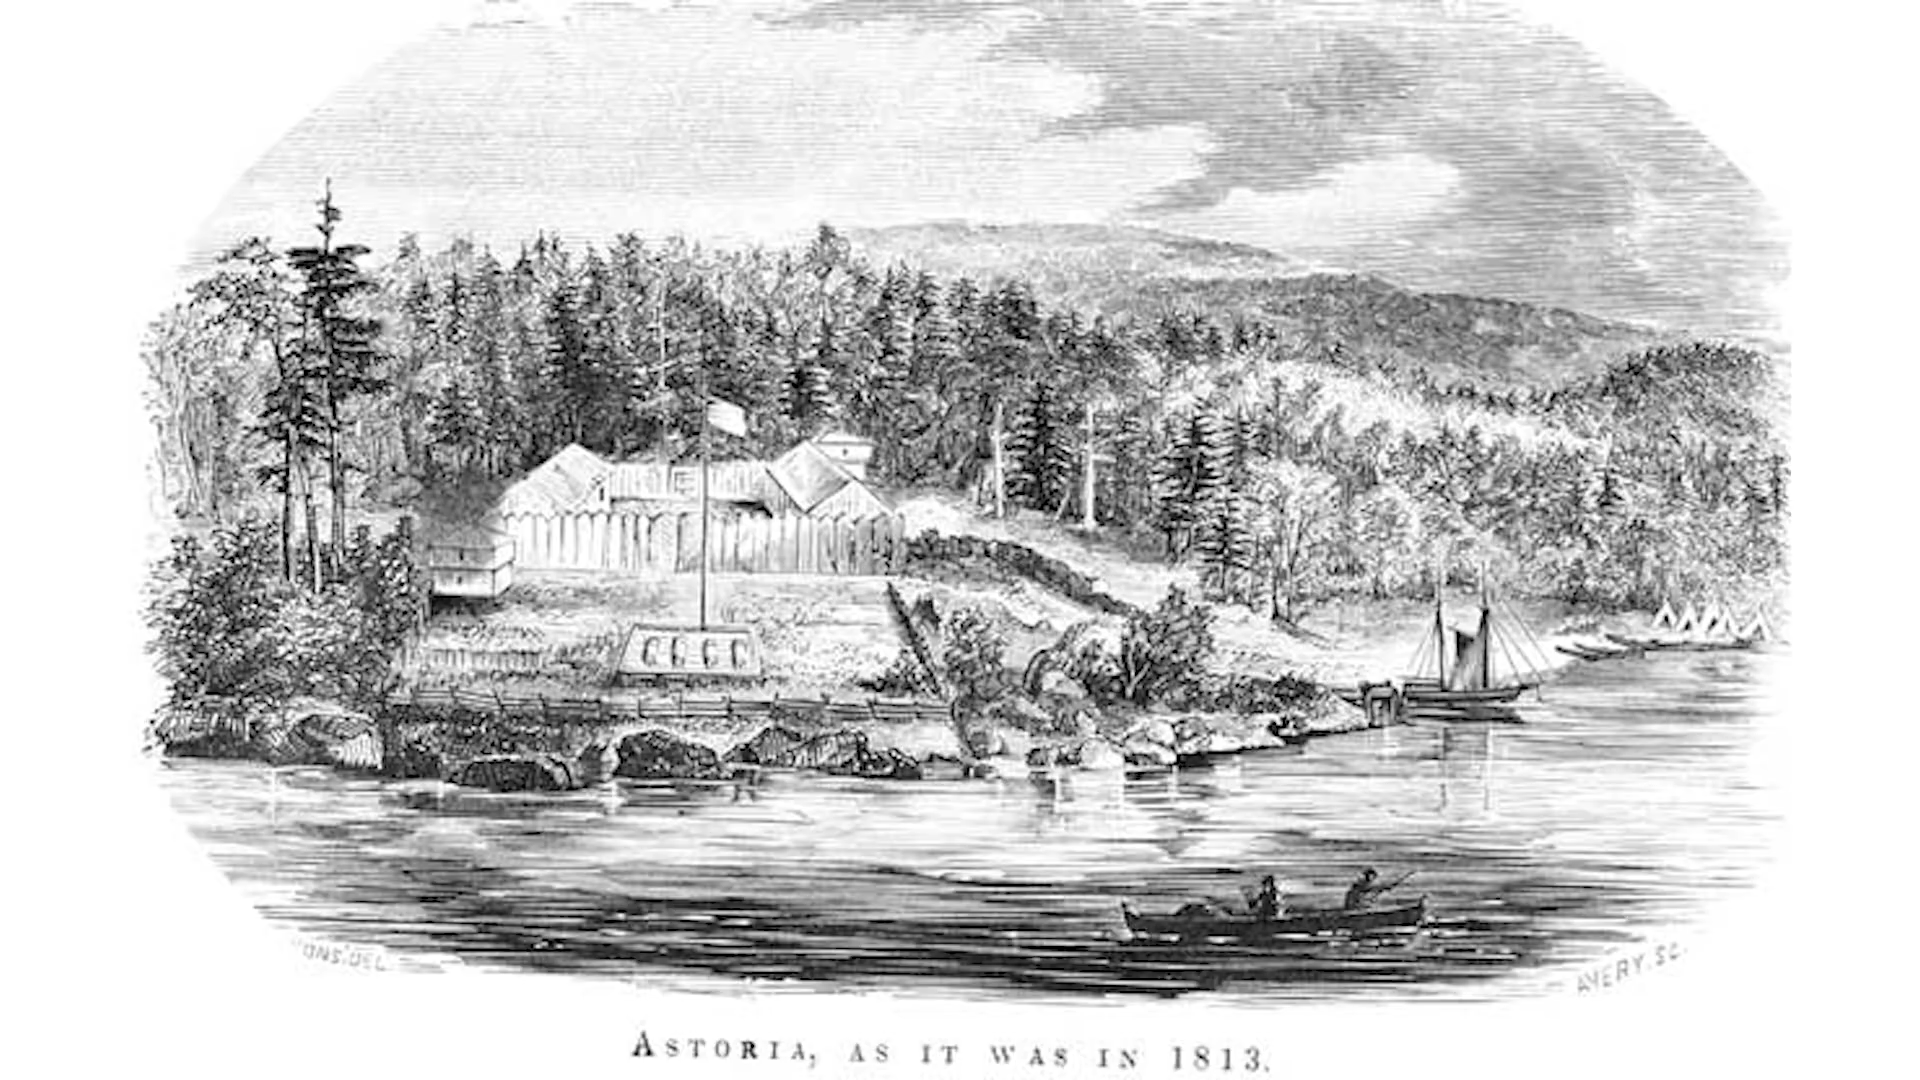 AVERY. SC.
ASTORIA, AS IT WAS IN 1813.